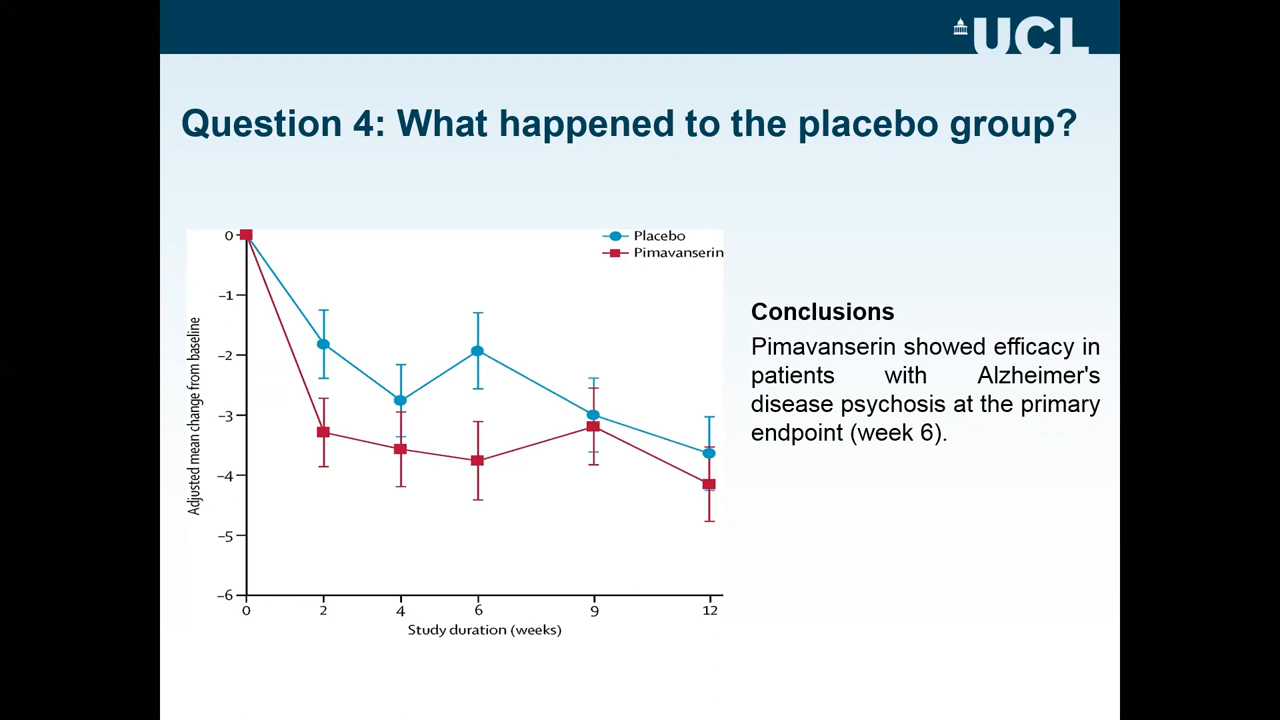 UCL
Question 4: What happened to the placebo group?
Placebo
Pimavanserin
0
–1
–2
–3
–4
–5
–6
Adjusted mean change from baseline
0 2 4 6 9 12
Study duration (weeks)
Conclusions
Pimavanserin showed efficacy in
patients with Alzheimer's
disease psychosis at the primary
endpoint (week 6).